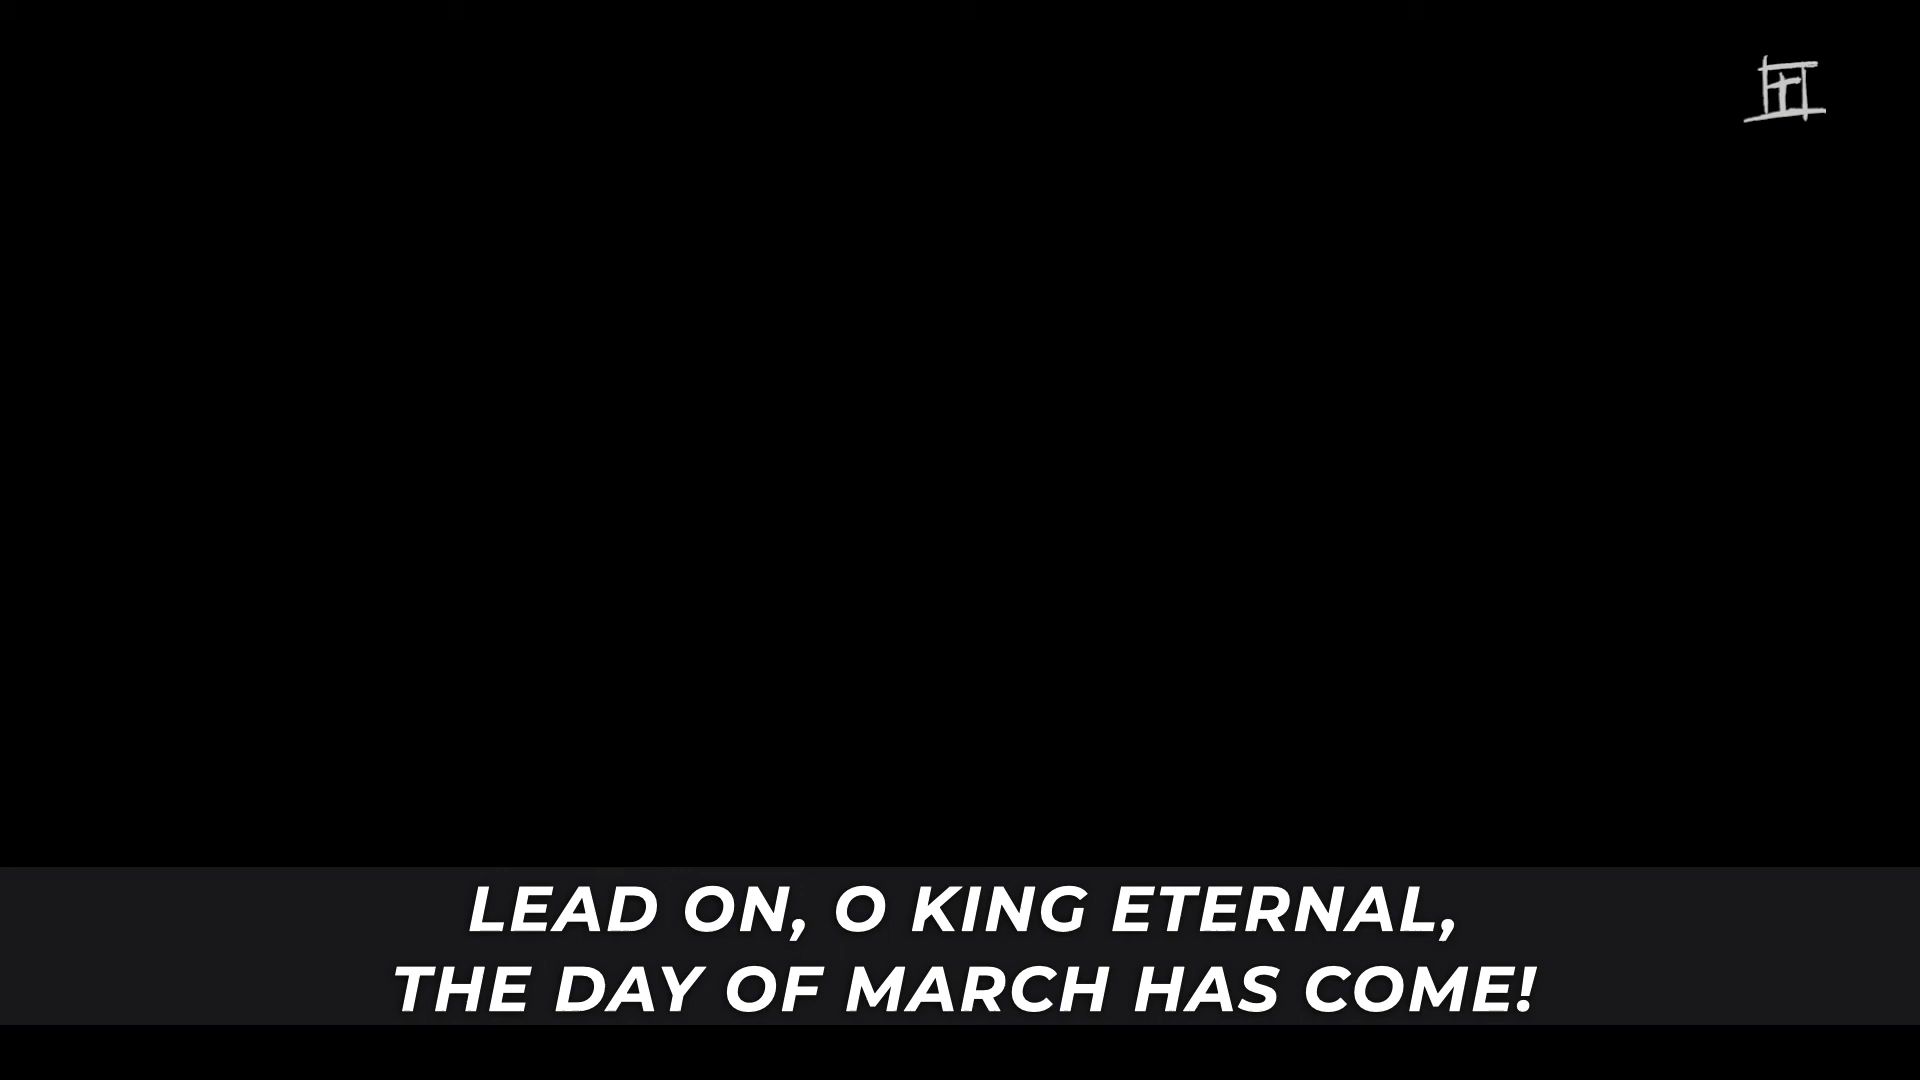 LEAD ON, O KING ETERNAL,
THE DAY OF MARCH HAS COME!